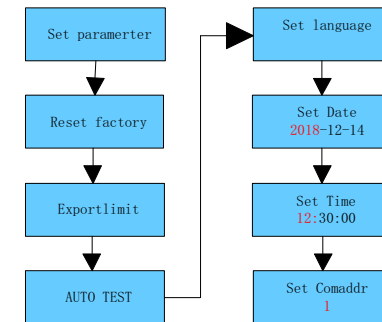 Set paramerter
Reset factory
Exportlimit
AUTO TEST
Set language
Set Date
2018-12-14
Set Time
12:30:00
Set Comaddr
1